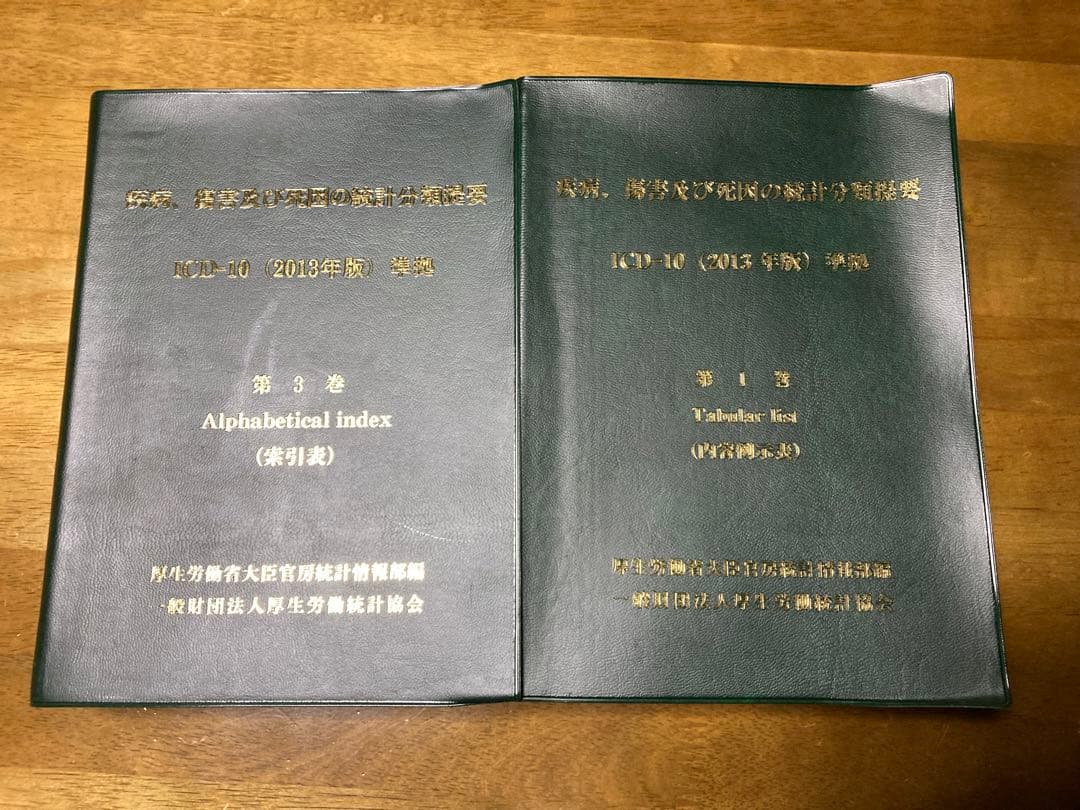 疾病、傷害及び死因の統計分類提要
ICD-10（2013年版）準拠
第 3 巻
Alphabetical index
(索引表)
厚生労働省大臣官房統計情報部編
一般財団法人厚生労働統計協会
疾病、傷害及び死因の統計分類提要
ICD-10（2013年版）準拠
第 1 巻
Tabular list
(内容例示表)
厚生労働省大臣官房統計情報部編
一般財団法人厚生労働統計協会